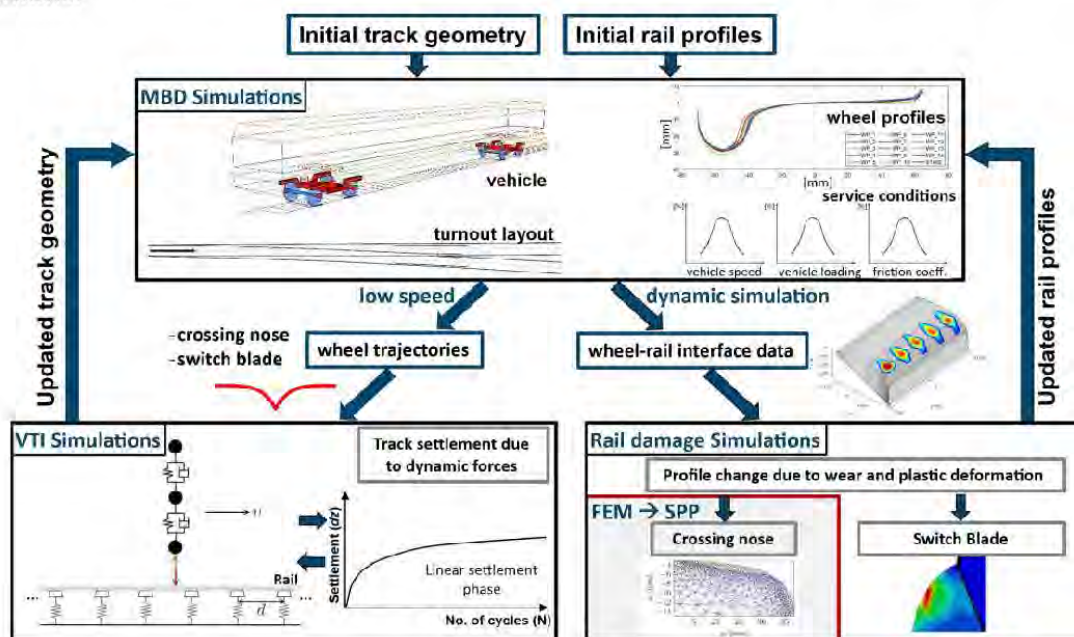 Initial track geometry
Initial rail profiles
MBD Simulations
wheel profiles
[mm]
[mm]
vehicle
service conditions
turnout layout
vehicle speed
vehicle loading
friction coeff.
Updated track geometry
Updated rail profiles
low speed
dynamic simulation
-crossing nose
-switch blade
wheel trajectories
wheel-rail interface data
VTI Simulations
Track settlement due
to dynamic forces
Settlement (dz)
Rail
d
Linear settlement
phase
No. of cycles (N)
Rail damage Simulations
Profile change due to wear and plastic deformation
FEM → SPP
Crossing nose
Switch Blade